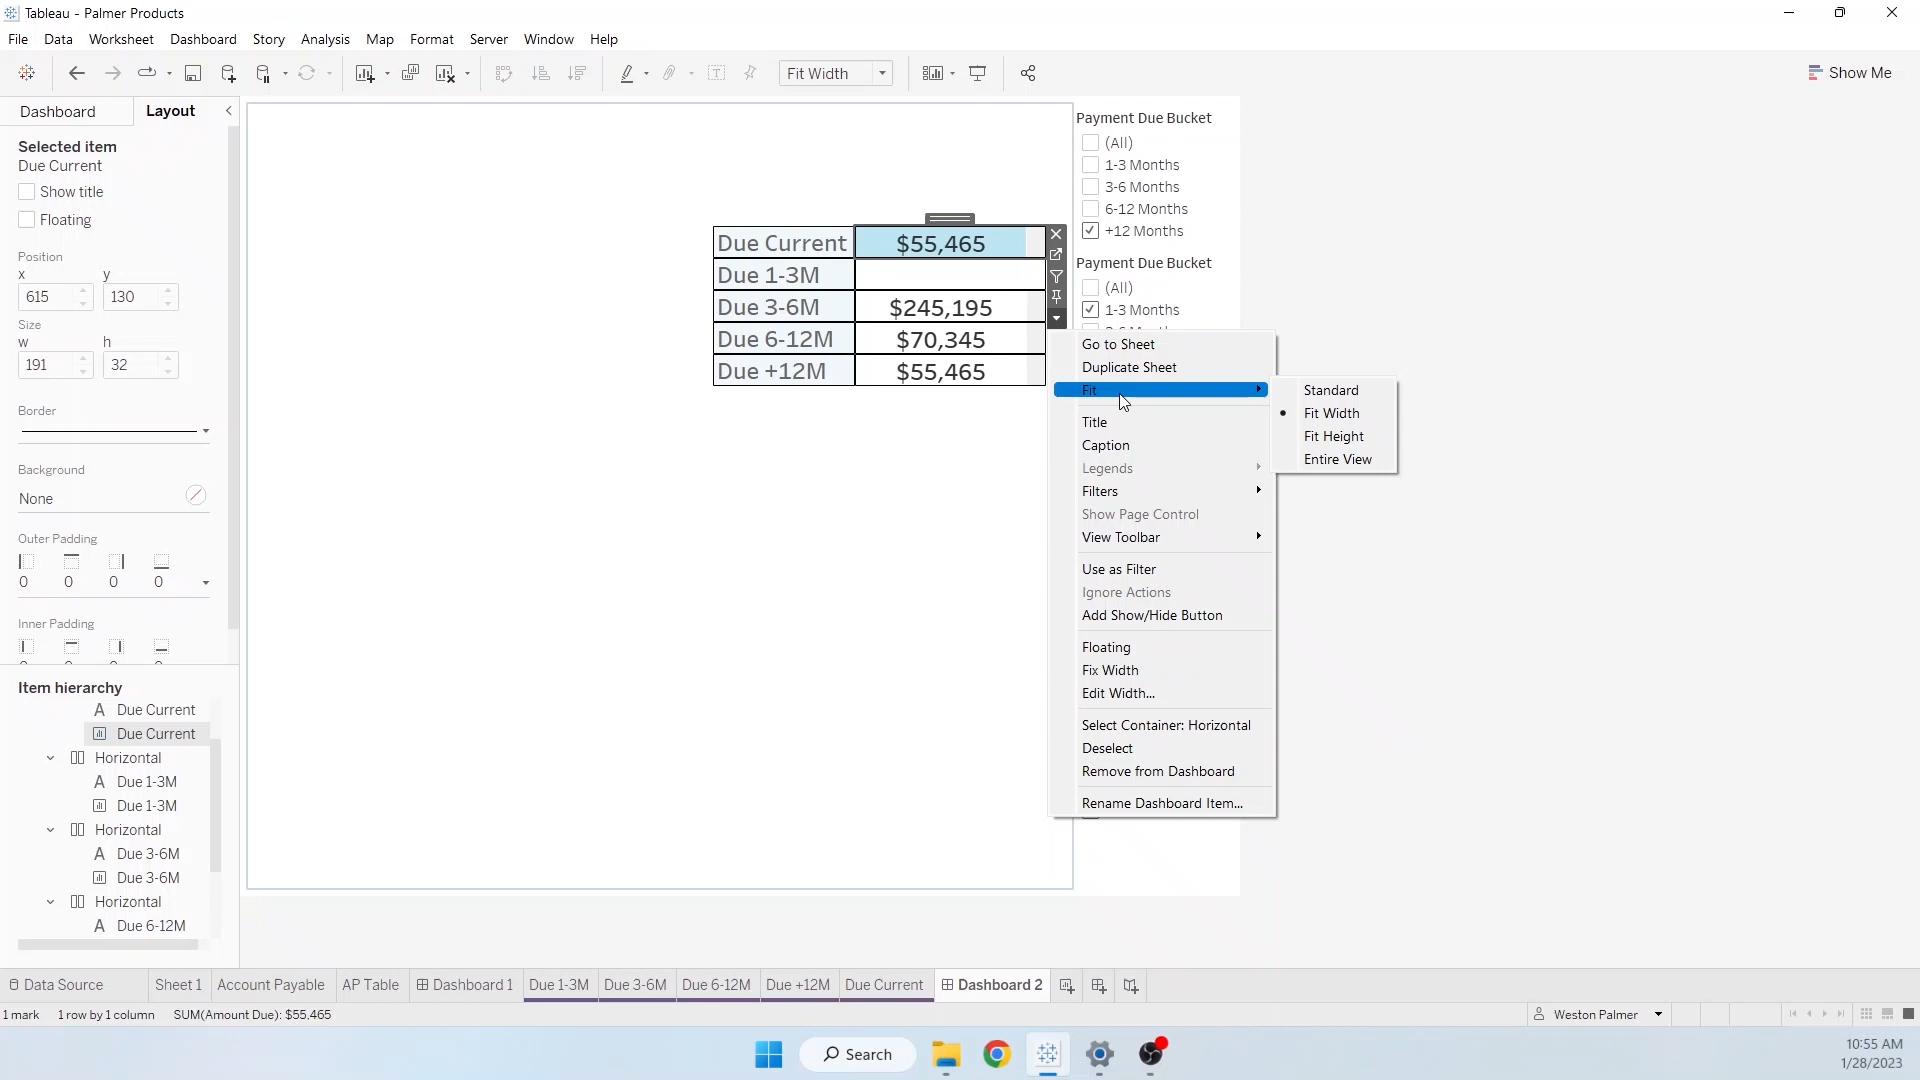 Tableau - Palmer Products
File Data Worksheet Dashboard Story Analysis Map Format Server Window Help
Fit Width
Show Me
Dashboard Layout
Selected item
Due Current
Show title
Floating
Position
x y
615 130
Size
w h
191 32
Border
Background
None
Outer Padding
0 0 0 0
Inner Padding
Item hierarchy
Due Current
Due Current
Horizontal
Due 1-3M
Due 1-3M
Horizontal
Due 3-6M
Due 3-6M
Horizontal
Due 6-12M
Due Current $55,465
Due 1-3M
Due 3-6M $245,195
Due 6-12M $70,345
Due +12M $55,465
Payment Due Bucket
(All)
1-3 Months
3-6 Months
6-12 Months
+12 Months
Payment Due Bucket
(All)
1-3 Months
Go to Sheet
Duplicate Sheet
Fit
Title
Caption
Legends
Filters
Show Page Control
View Toolbar
Use as Filter
Ignore Actions
Add Show/Hide Button
Floating
Fix Width
Edit Width...
Select Container: Horizontal
Deselect
Remove from Dashboard
Rename Dashboard Item...
Standard
Fit Width
Fit Height
Entire View
Data Source Sheet 1 Account Payable AP Table Dashboard 1 Due 1-3M Due 3-6M Due 6-12M Due +12M Due Current Dashboard 2
1 mark 1 row by 1 column SUM(Amount Due): $55,465
Weston Palmer
Search
10:55 AM
1/28/2023